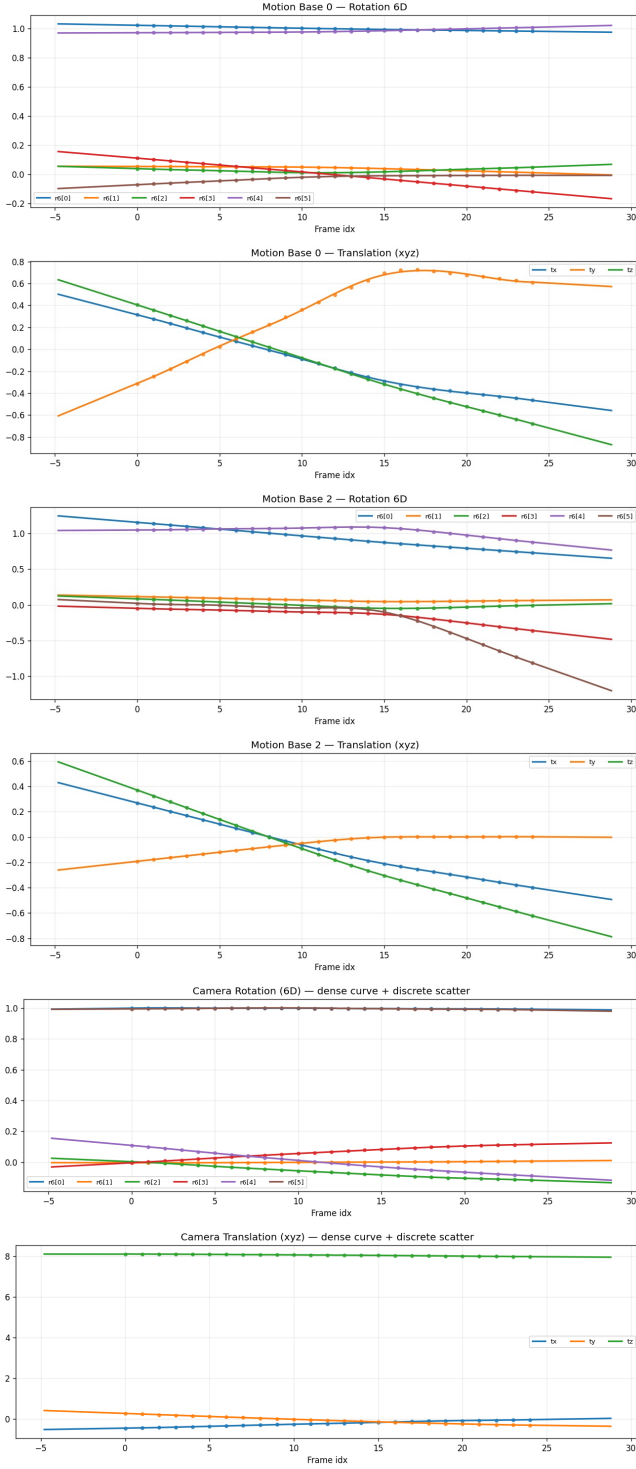 Motion Base 0 — Rotation 6D
1.0
0.8
0.6
0.4
0.2
0.0
−0.2
r6[0] r6[1] r6[2] r6[3] r6[4] r6[5]
−5 0 5 10 15 20 25 30
Frame idx
Motion Base 0 — Translation (xyz)
0.8
tx ty tz
0.6
0.4
0.2
0.0
−0.2
−0.4
−0.6
−0.8
−5 0 5 10 15 20 25 30
Frame idx
Motion Base 2 — Rotation 6D
r6[0] r6[1] r6[2] r6[3] r6[4] r6[5]
1.0
0.5
0.0
−0.5
−1.0
−5 0 5 10 15 20 25 30
Frame idx
Motion Base 2 — Translation (xyz)
0.6
tx ty tz
0.4
0.2
0.0
−0.2
−0.4
−0.6
−0.8
−5 0 5 10 15 20 25 30
Frame idx
Camera Rotation (6D) — dense curve + discrete scatter
1.0
0.8
0.6
0.4
0.2
0.0
r6[0] r6[1] r6[2] r6[3] r6[4] r6[5]
−5 0 5 10 15 20 25 30
Frame idx
Camera Translation (xyz) — dense curve + discrete scatter
8
6
4
tx ty tz
2
0
−5 0 5 10 15 20 25 30
Frame idx